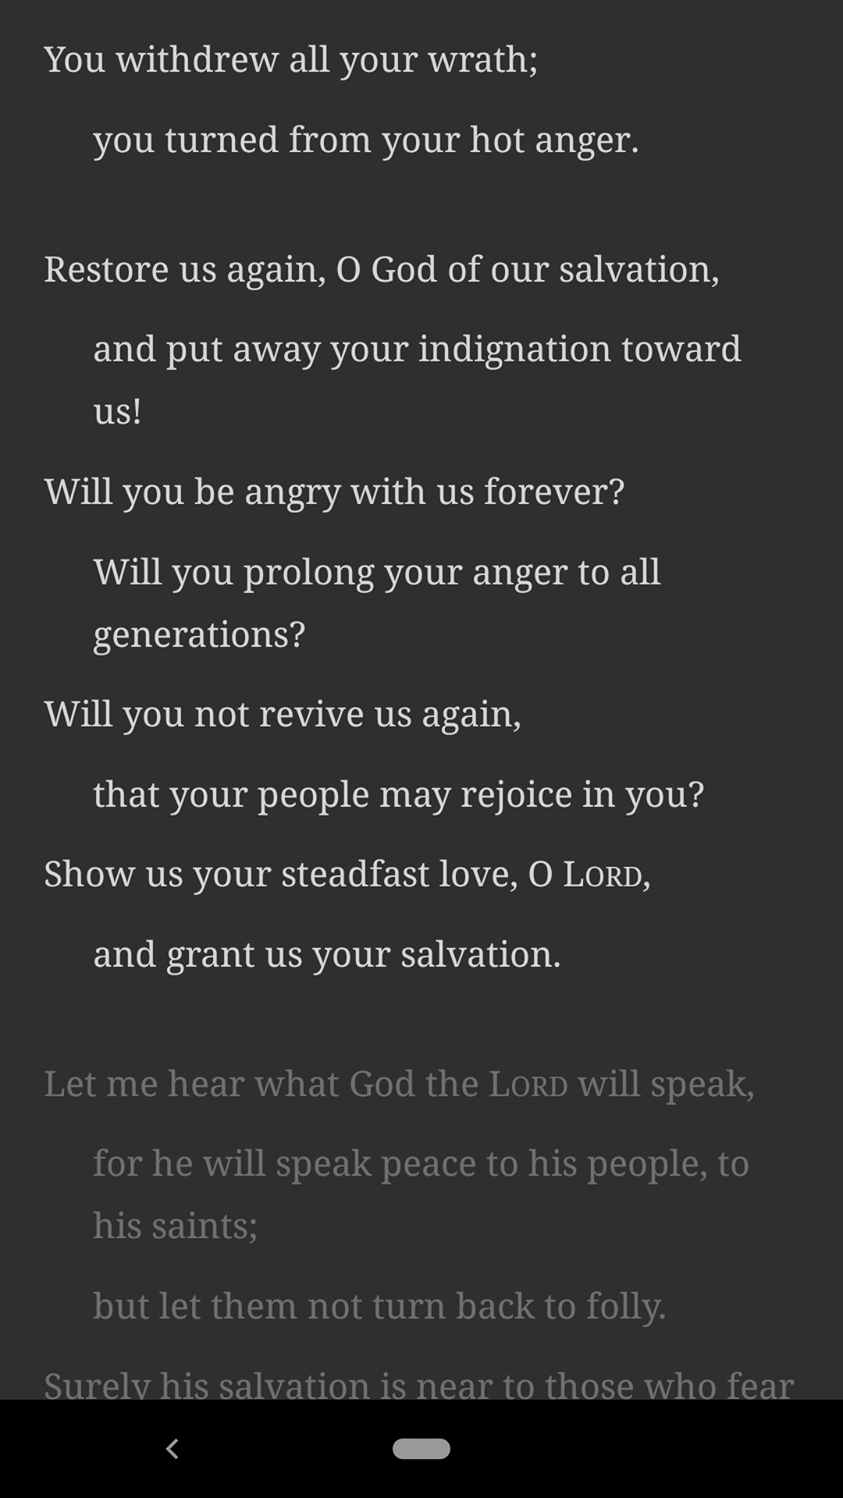 You withdrew all your wrath;
you turned from your hot anger.
Restore us again, O God of our salvation,
and put away your indignation toward
us!
Will you be angry with us forever?
Will you prolong your anger to all
generations?
Will you not revive us again,
that your people may rejoice in you?
Show us your steadfast love, O LORD,
and grant us your salvation.
Let me hear what God the LORD will speak,
for he will speak peace to his people, to
his saints;
but let them not turn back to folly.
Surely his salvation is near to those who fear